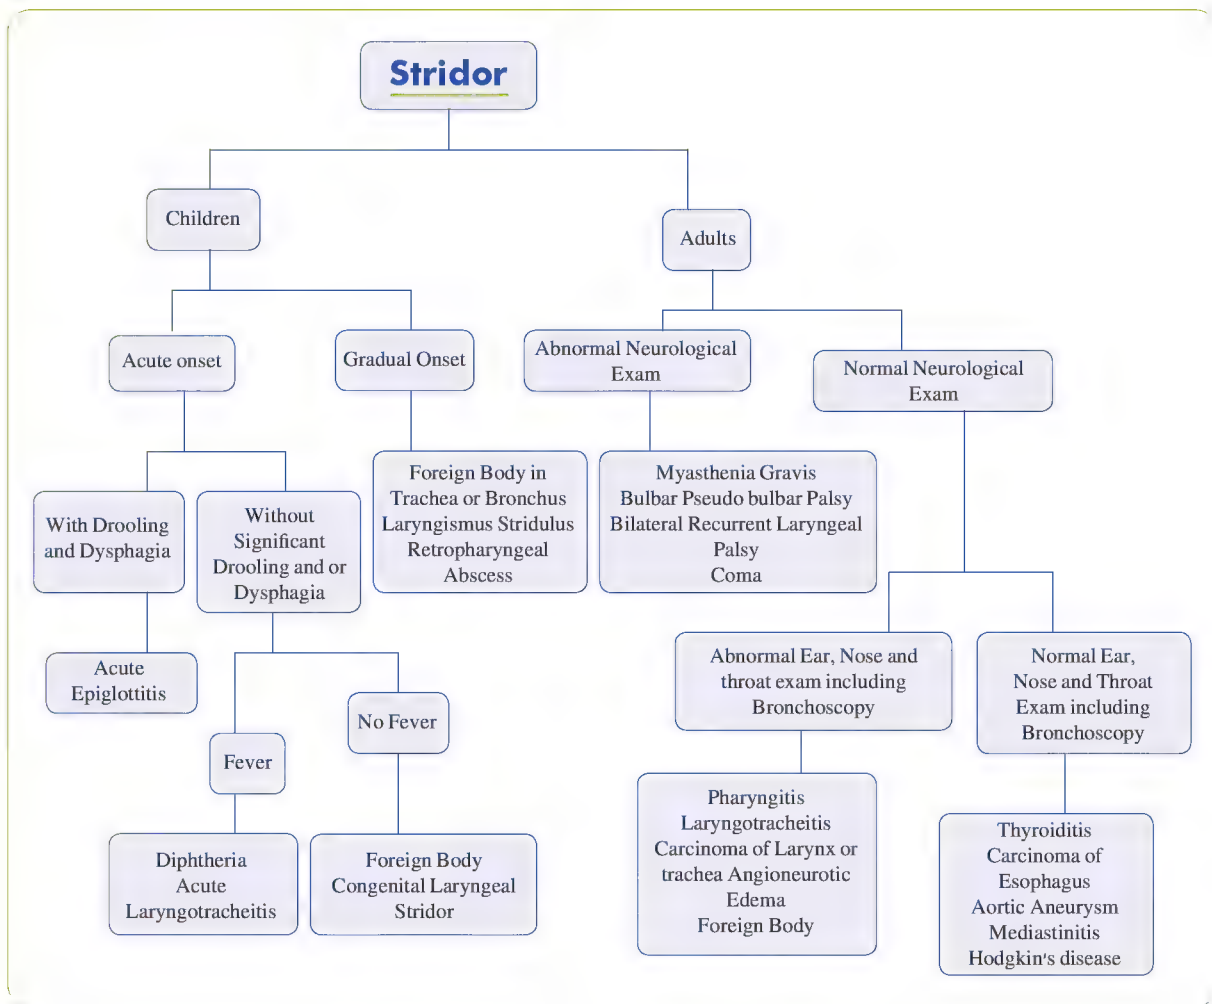 Stridor
Children
Adults
Acute onset
Gradual Onset
Abnormal Neurological
Exam
Normal Neurological
Exam
With Drooling
and Dysphagia
Without
Significant
Drooling and or
Dysphagia
Foreign Body in
Trachea or Bronchus
Laryngismus Stridulus
Retropharyngeal
Abscess
Myasthenia Gravis
Bulbar Pseudo bulbar Palsy
Bilateral Recurrent Laryngeal
Palsy
Coma
Acute
Epiglottitis
Fever
No Fever
Abnormal Ear, Nose and
throat exam including
Bronchoscopy
Normal Ear,
Nose and Throat
Exam including
Bronchoscopy
Diphtheria
Acute
Laryngotracheitis
Foreign Body
Congenital Laryngeal
Stridor
Pharyngitis
Laryngotracheitis
Carcinoma of Larynx or
trachea Angioneurotic
Edema
Foreign Body
Thyroiditis
Carcinoma of
Esophagus
Aortic Aneurysm
Mediastinitis
Hodgkin's disease